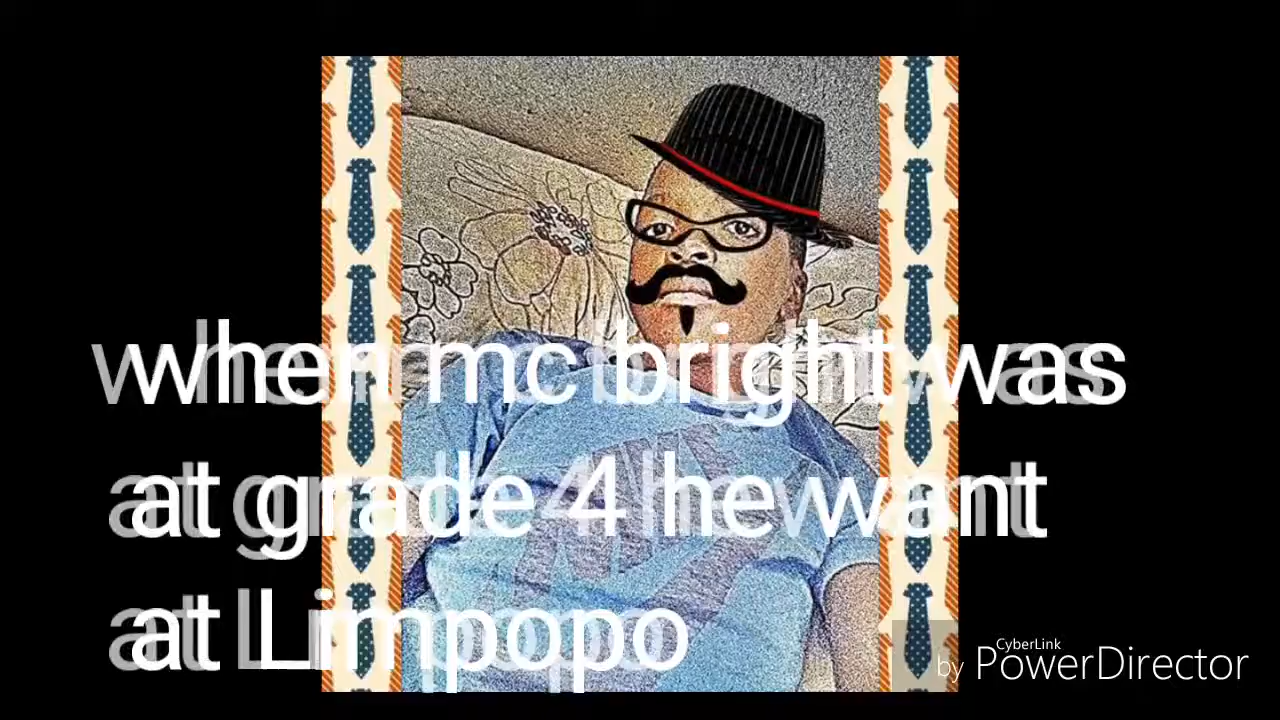 when mc bright was
at grade 4 he want
at Limpopo
CyberLink
by PowerDirector